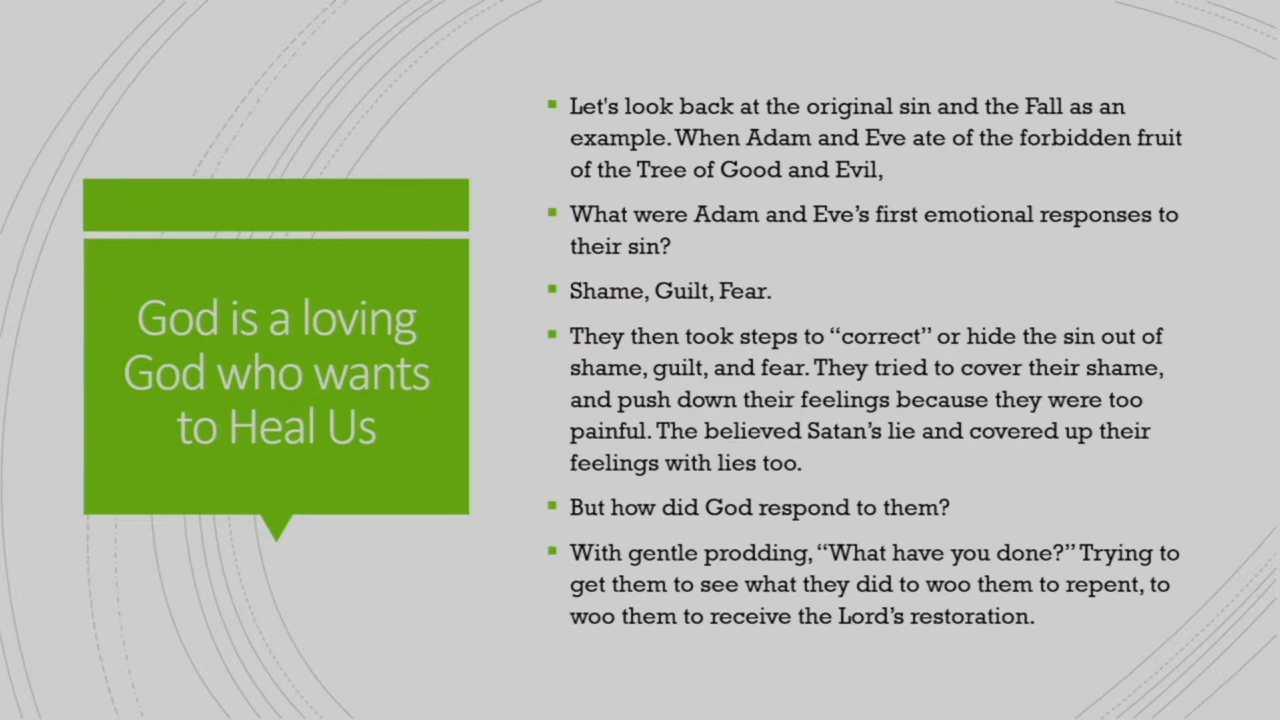 God is a loving
God who wants
to Heal Us
Let's look back at the original sin and the Fall as an
example. When Adam and Eve ate of the forbidden fruit
of the Tree of Good and Evil,
What were Adam and Eve’s first emotional responses to
their sin?
Shame, Guilt, Fear.
They then took steps to “correct” or hide the sin out of
shame, guilt, and fear. They tried to cover their shame,
and push down their feelings because they were too
painful. The believed Satan’s lie and covered up their
feelings with lies too.
But how did God respond to them?
With gentle prodding, “What have you done?” Trying to
get them to see what they did to woo them to repent, to
woo them to receive the Lord’s restoration.